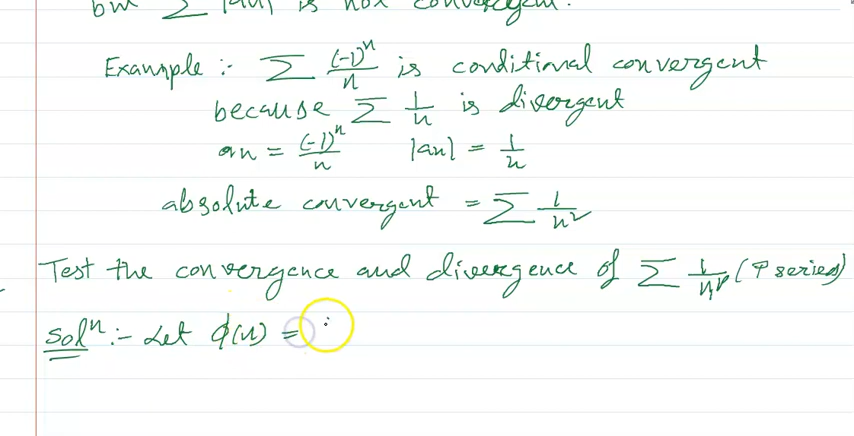 but ∑ |an| is not convergent.
Example :- ∑ (-1)^n/n is conditional convergent
because ∑ 1/n is divergent
an = (-1)^n/n |an| = 1/n
absolute convergent = ∑ 1/n²
Test the convergence and divergence of ∑ 1/n^p (P series)
Sol^n :- Let ϕ(n) =